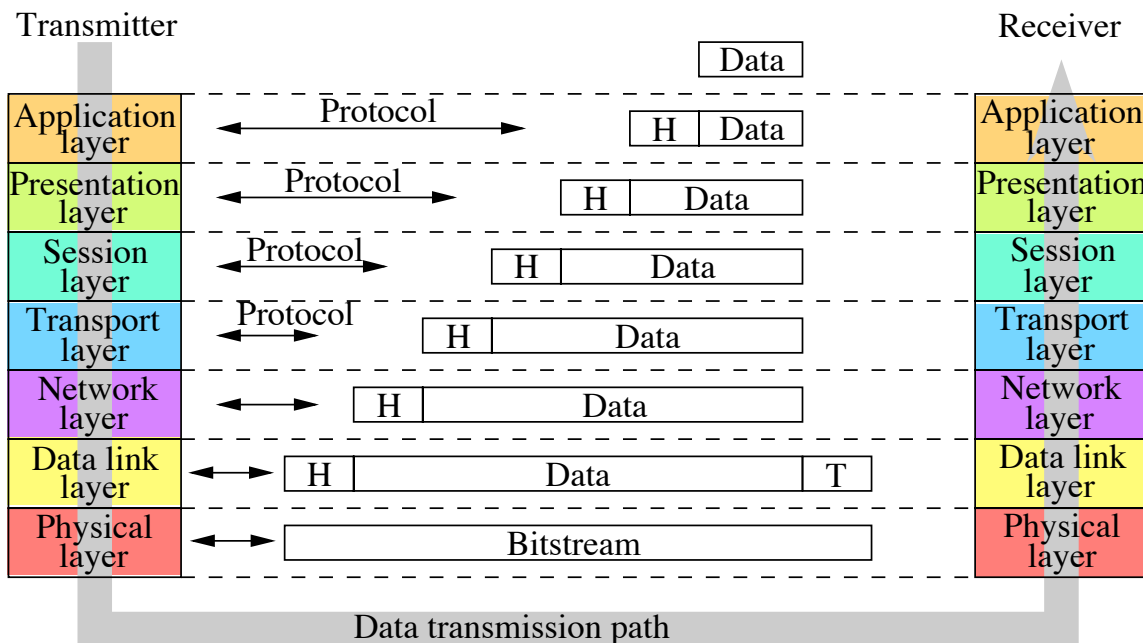 Transmitter
Receiver
Data
Application
layer
Protocol
H
Data
Application
layer
Presentation
layer
Protocol
H
Data
Presentation
layer
Session
layer
Protocol
H
Data
Session
layer
Transport
layer
Protocol
H
Data
Transport
layer
Network
layer
H
Data
Network
layer
Data link
layer
H
Data
T
Data link
layer
Physical
layer
Bitstream
Physical
layer
Data transmission path